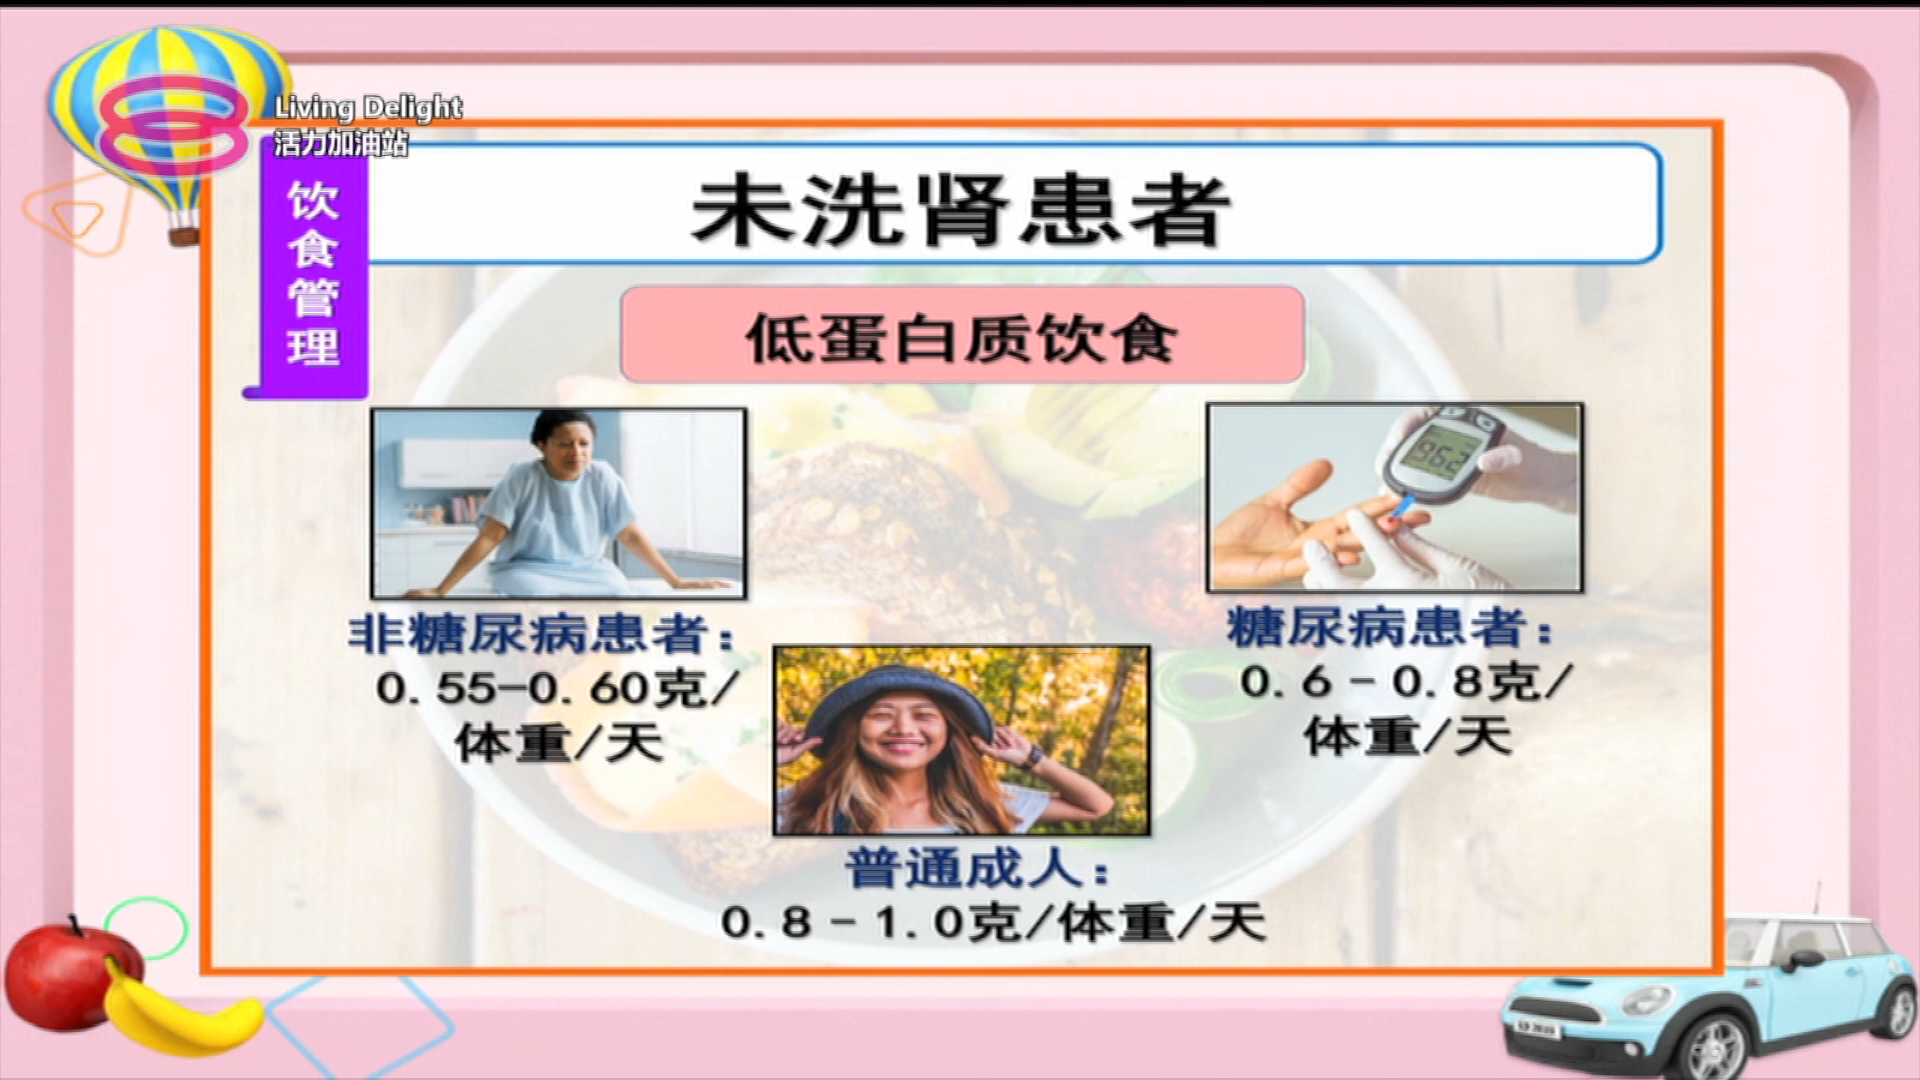 Living Delight
活力加油站
饮食管理
未洗肾患者
低蛋白质饮食
非糖尿病患者：
0.55-0.60克/
体重/天
糖尿病患者：
0.6-0.8克/
体重/天
962
普通成人：
0.8-1.0克/体重/天